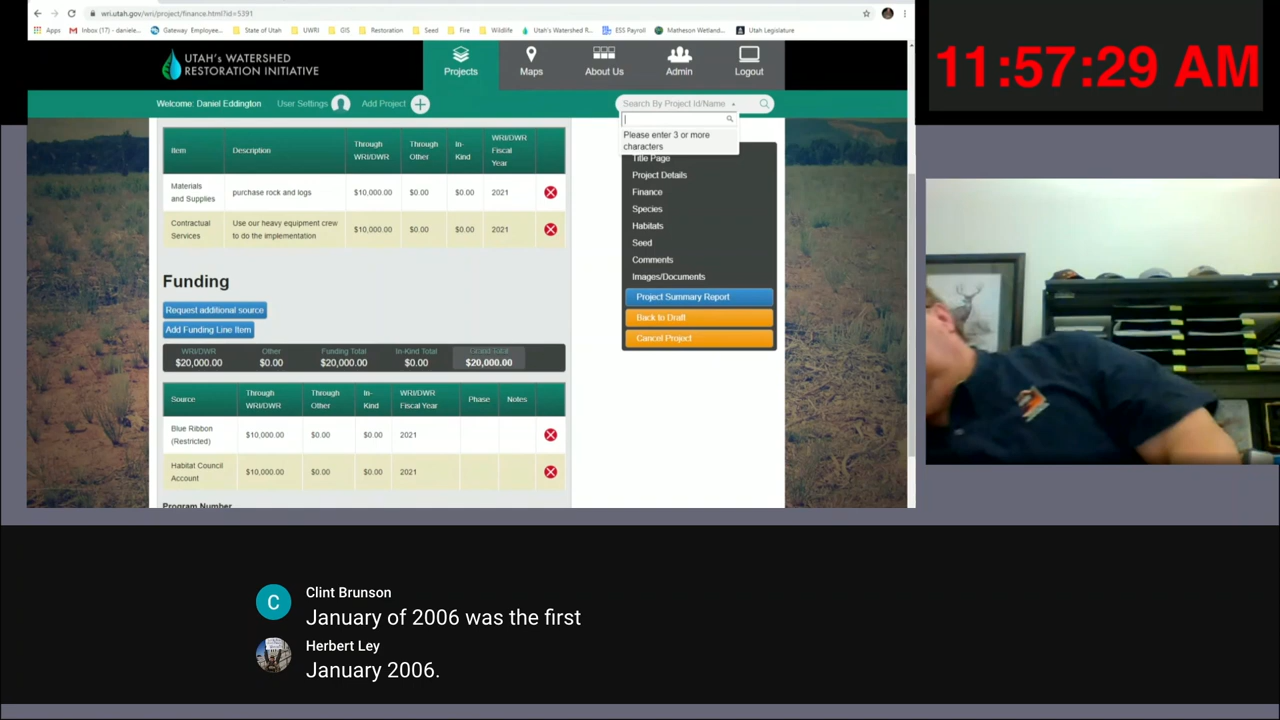 wri.utah.gov/wri/project/finance.html?id=5391
Apps
Inbox (17) - daniele...
Gateway Employee...
State of Utah
UWRI
GIS
Restoration
Seed
Fire
Wildlife
Utah's Watershed R...
ESS Payroll
Matheson Wetland...
Utah Legislature
11:57:29 AM
UTAH'S WATERSHED
RESTORATION INITIATIVE
Projects
Maps
About Us
Admin
Logout
Welcome: Daniel Eddington
User Settings
Add Project
Search By Project Id/Name
Please enter 3 or more
characters
Item
Description
Through
WRI/DWR
Through
Other
In-
Kind
WRI/DWR
Fiscal
Year
Materials
and Supplies
purchase rock and logs
$10,000.00
$0.00
$0.00
2021
Contractual
Services
Use our heavy equipment crew
to do the implementation
$10,000.00
$0.00
$0.00
2021
Title Page
Project Details
Finance
Species
Habitats
Seed
Comments
Images/Documents
Project Summary Report
Back to Draft
Cancel Project
Funding
Request additional source
Add Funding Line Item
WRI/DWR
$20,000.00
Other
$0.00
Funding Total
$20,000.00
In-Kind Total
$0.00
Grand Total
$20,000.00
Source
Through
WRI/DWR
Through
Other
In-
Kind
WRI/DWR
Fiscal Year
Phase
Notes
Blue Ribbon
(Restricted)
$10,000.00
$0.00
$0.00
2021
Habitat Council
Account
$10,000.00
$0.00
$0.00
2021
Program Number
C
Clint Brunson
January of 2006 was the first
Herbert Ley
January 2006.